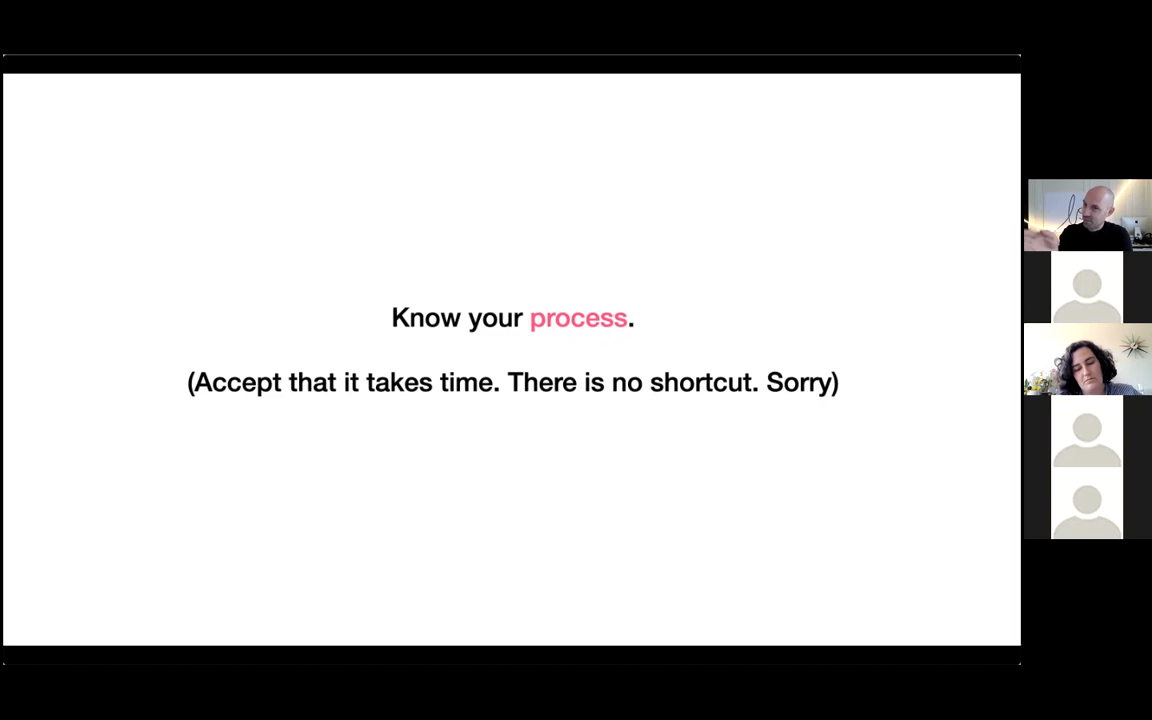 Know your process.
(Accept that it takes time. There is no shortcut. Sorry)